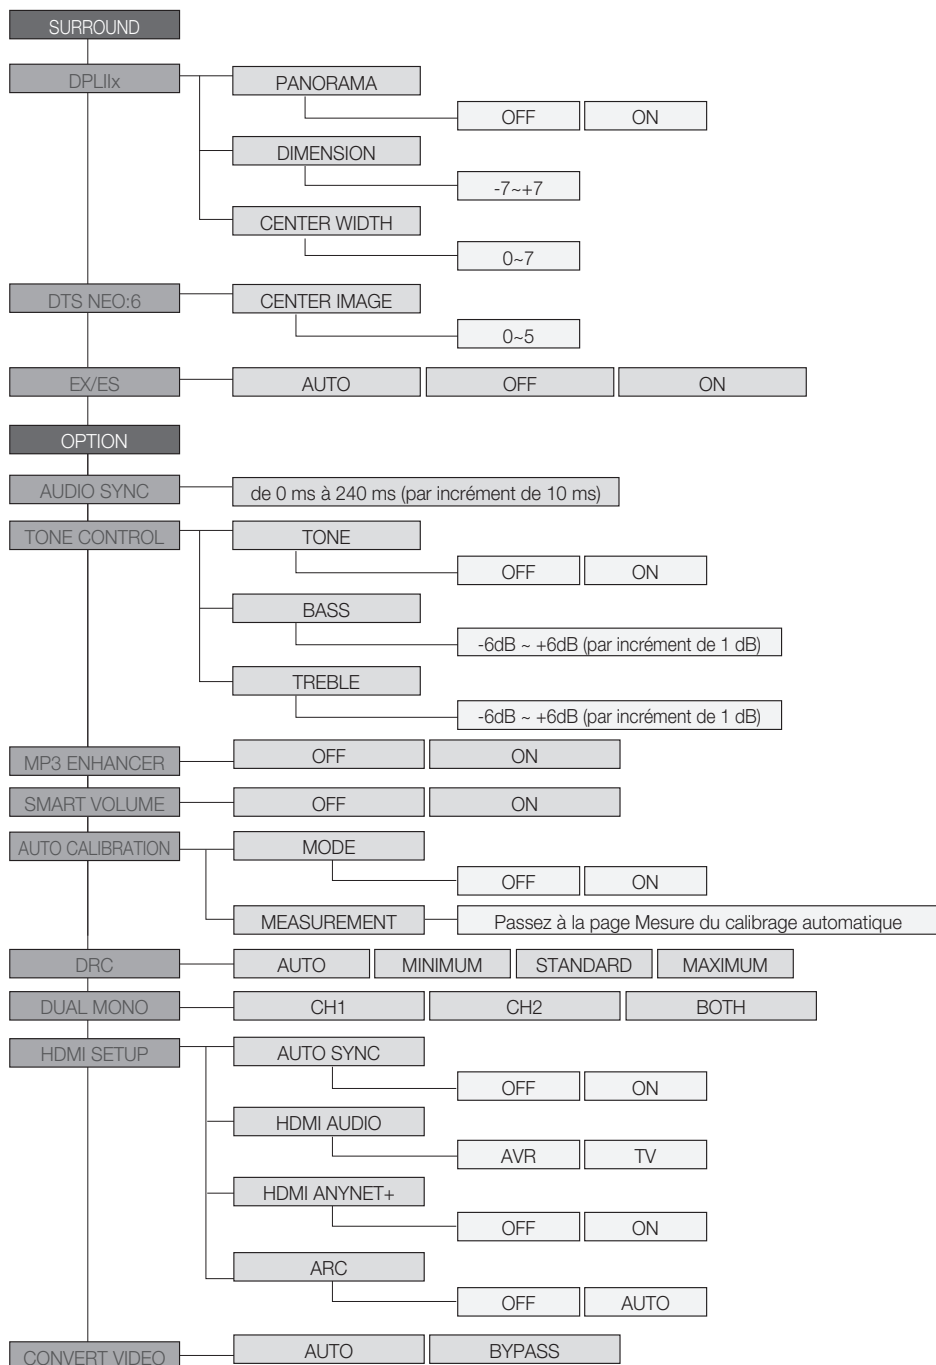 SURROUND
DPLIIx
PANORAMA
OFF ON
DIMENSION
-7~+7
CENTER WIDTH
0~7
DTS NEO:6 CENTER IMAGE
0~5
EX/ES AUTO OFF ON
OPTION
AUDIO SYNC de 0 ms à 240 ms (par incrément de 10 ms)
TONE CONTROL TONE
OFF ON
BASS
-6dB ~ +6dB (par incrément de 1 dB)
TREBLE
-6dB ~ +6dB (par incrément de 1 dB)
MP3 ENHANCER OFF ON
SMART VOLUME OFF ON
AUTO CALIBRATION MODE
OFF ON
MEASUREMENT Passez à la page Mesure du calibrage automatique
DRC AUTO MINIMUM STANDARD MAXIMUM
DUAL MONO CH1 CH2 BOTH
HDMI SETUP AUTO SYNC
OFF ON
HDMI AUDIO
AVR TV
HDMI ANYNET+
OFF ON
ARC
OFF AUTO
CONVERT VIDEO AUTO BYPASS